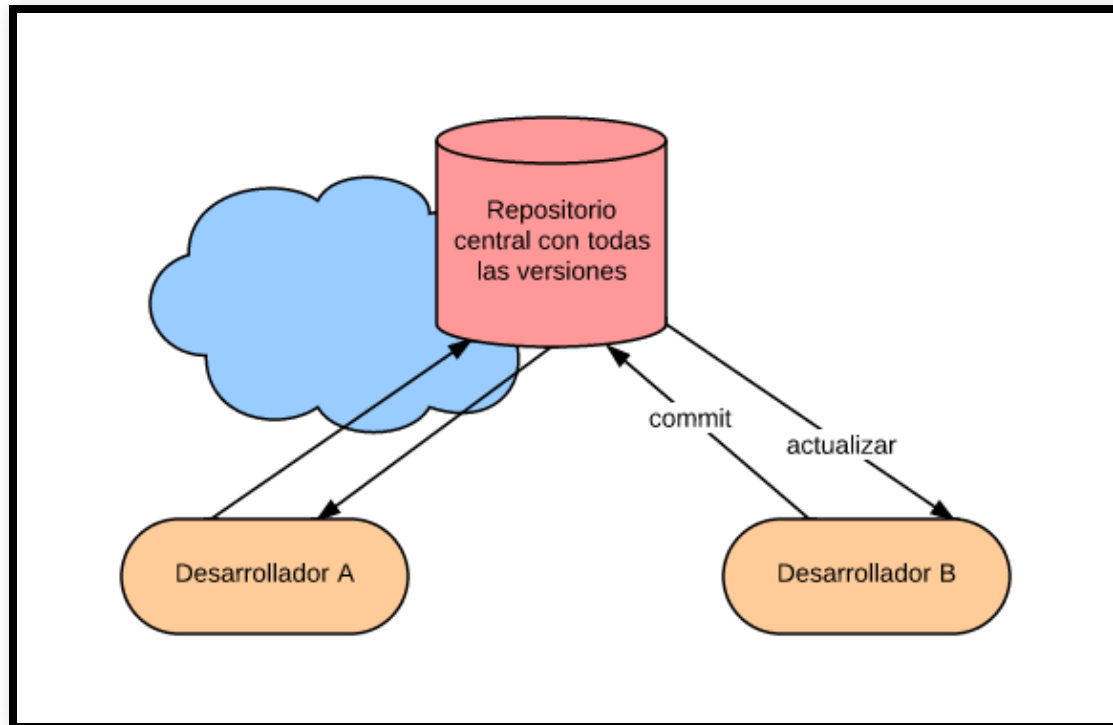 Repositorio
central con todas
las versiones
commit
actualizar
Desarrollador A
Desarrollador B